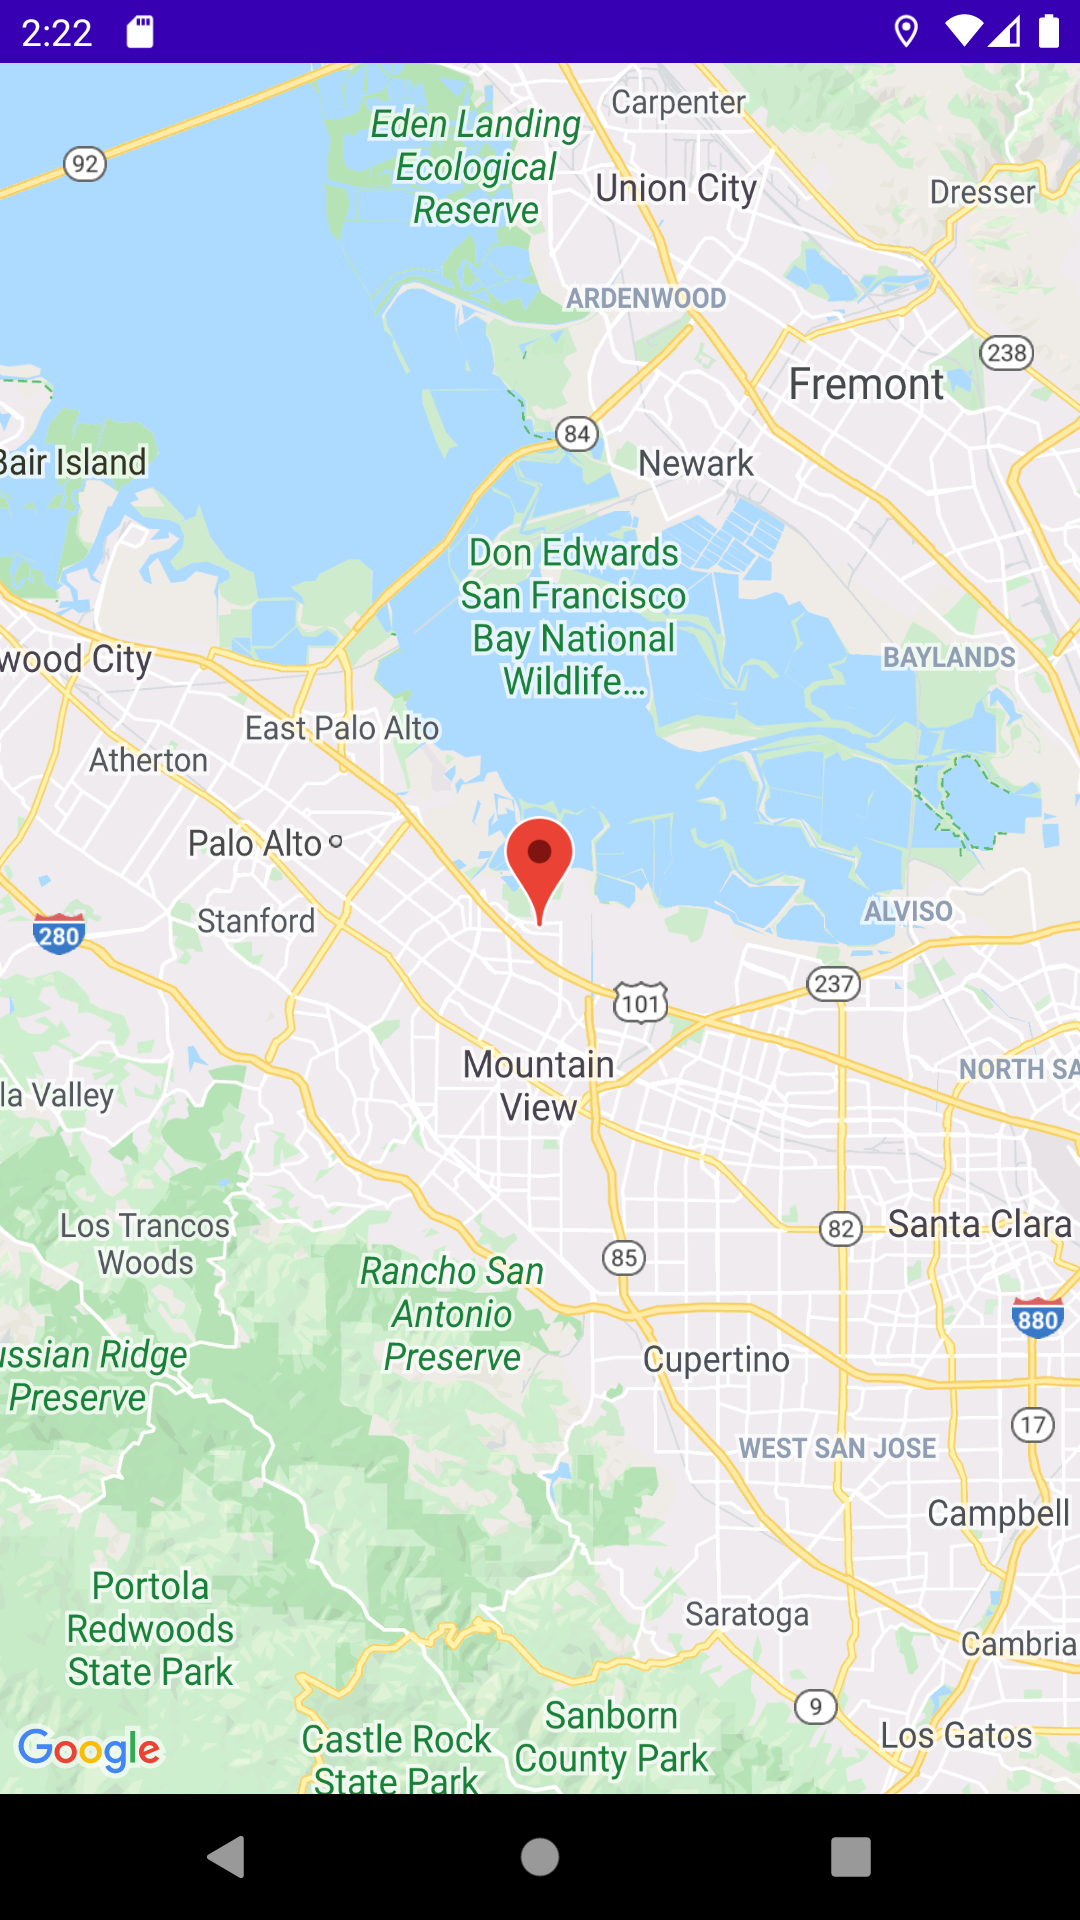 2:22
Carpenter
Eden Landing
Ecological
Reserve
92
Union City
Dresser
ARDENWOOD
238
Fremont
84
Bair Island
Newark
Don Edwards
San Francisco
Bay National
Wildlife...
wood City
BAYLANDS
East Palo Alto
Atherton
Palo Alto
Stanford
ALVISO
280
237
101
Mountain
View
NORTH SA
la Valley
Los Trancos
Woods
82
Santa Clara
85
Rancho San
Antonio
Preserve
880
ussian Ridge
Preserve
Cupertino
17
WEST SAN JOSE
Campbell
Portola
Redwoods
State Park
Saratoga
Cambria
9
Sanborn
County Park
Los Gatos
Castle Rock
State Park
Google